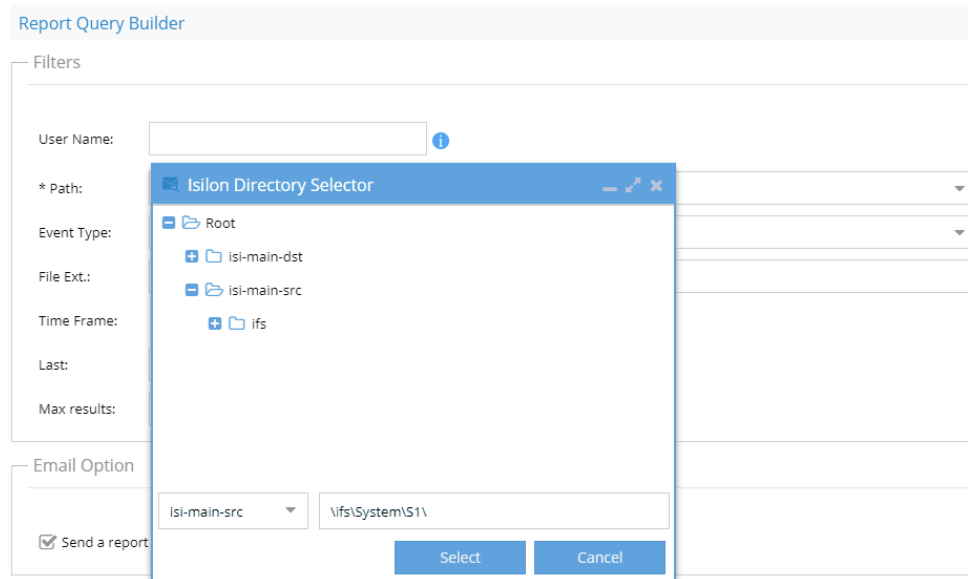 Report Query Builder
Filters
User Name:
* Path:
Isilon Directory Selector
Root
Event Type:
isi-main-dst
File Ext.:
isi-main-src
Time Frame:
ifs
Last:
Max results:
Email Option
isi-main-src
\ifs\System\S1\
Send a report
Select
Cancel